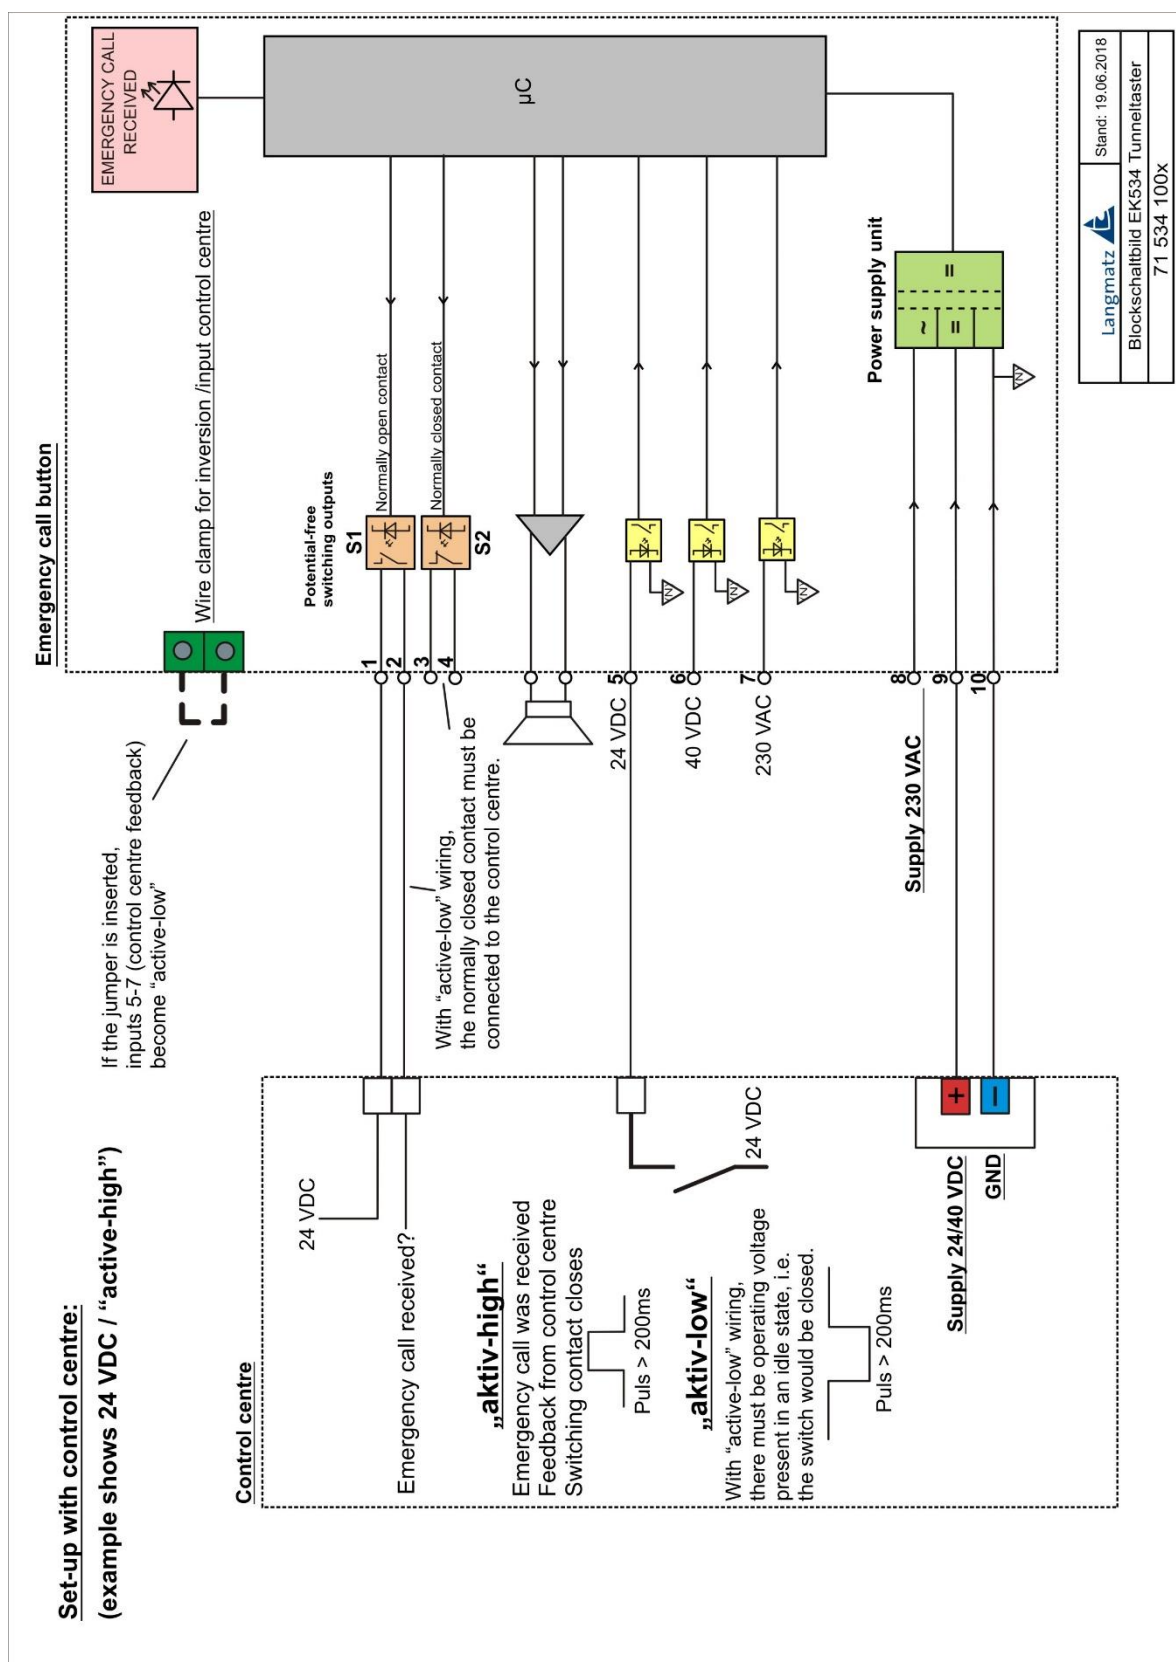 Set-up with control centre:
(example shows 24 VDC / “active-high”)
If the jumper is inserted,
inputs 5-7 (control centre feedback)
become “active-low”
Emergency call button
Wire clamp for inversion /input control centre
EMERGENCY CALL
RECEIVED
Control centre
24 VDC
Emergency call received?
1
2
3
4
With “active-low” wiring,
the normally closed contact must be
connected to the control centre.
Potential-free
switching outputs
S1
S2
Normally open contact
Normally closed contact
µC
„aktiv-high“
Emergency call was received
Feedback from control centre
Switching contact closes
Puls > 200ms
24 VDC
5
24 VDC
6
40 VDC
7
230 VAC
„aktiv-low“
With “active-low” wiring,
there must be operating voltage
present in an idle state, i.e.
the switch would be closed.
Puls > 200ms
Supply 24/40 VDC
GND
+
–
Supply 230 VAC
8
9
10
Power supply unit
~
=
=
Langmatz
Stand: 19.06.2018
Blockschaltbild EK534 Tunneltaster
71 534 100x